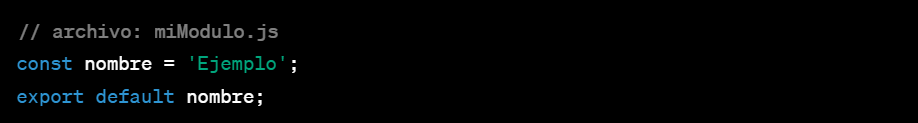 // archivo: miModulo.js
const nombre = 'Ejemplo';
export default nombre;